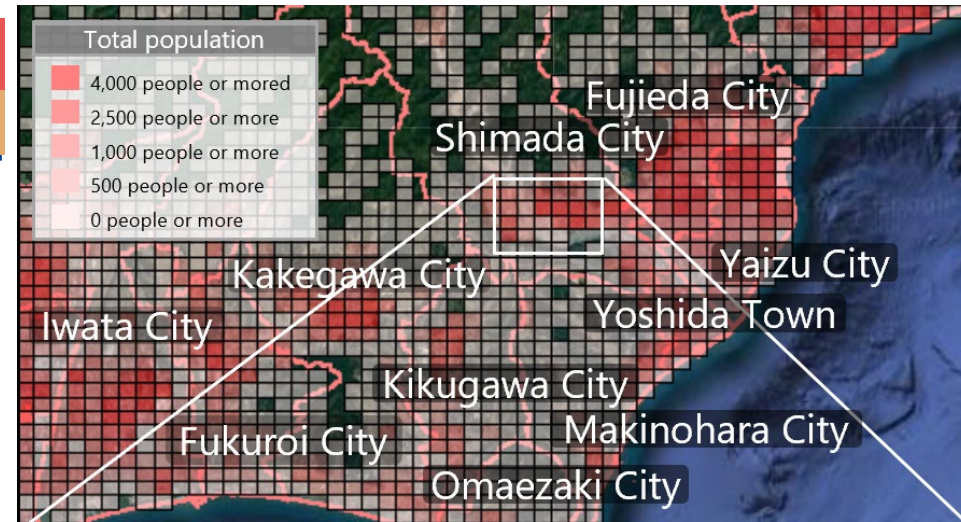 Total population
4,000 people or mored
2,500 people or more
1,000 people or more
500 people or more
0 people or more
Fujieda City
Shimada City
Yaizu City
Kakegawa City
Yoshida Town
Iwata City
Kikugawa City
Makinohara City
Fukuroi City
Omaezaki City